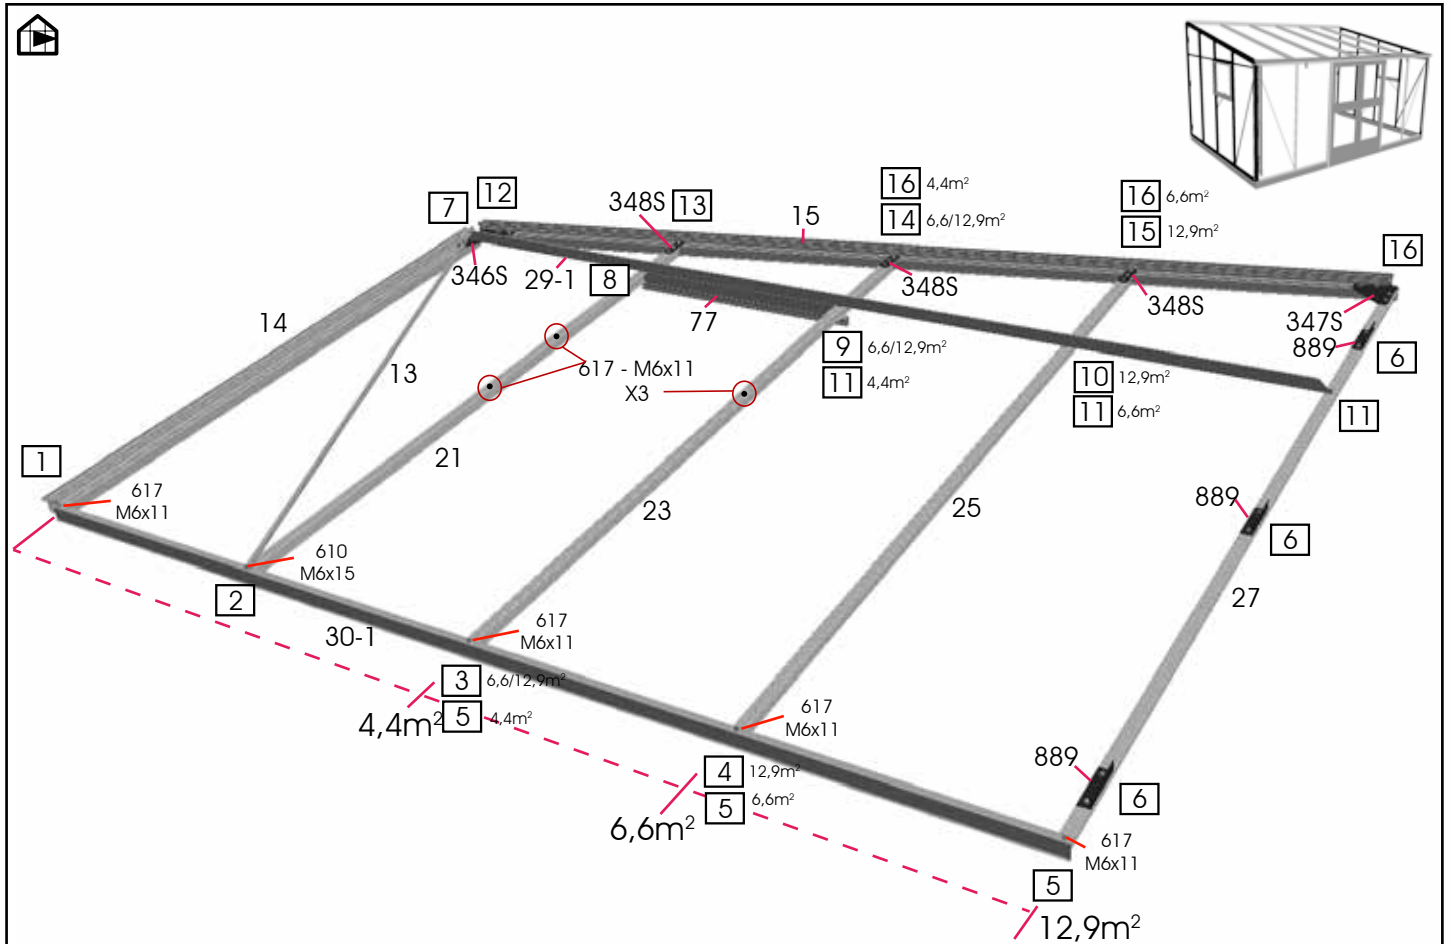 12
7
348S 13
16 4,4m²
14 6,6/12,9m²
15
16 6,6m²
15 12,9m²
16
346S
29-1
8
348S
348S
347S
889
6
14
77
13
617 - M6x11
X3
9 6,6/12,9m²
11 4,4m²
10 12,9m²
11 6,6m²
11
1
21
617
M6x11
23
25
889
6
610
M6x15
27
2
30-1
617
M6x11
3 6,6/12,9m²
5 4,4m²
4,4m²
617
M6x11
889
6
4 12,9m²
5 6,6m²
6,6m²
617
M6x11
5
12,9m²